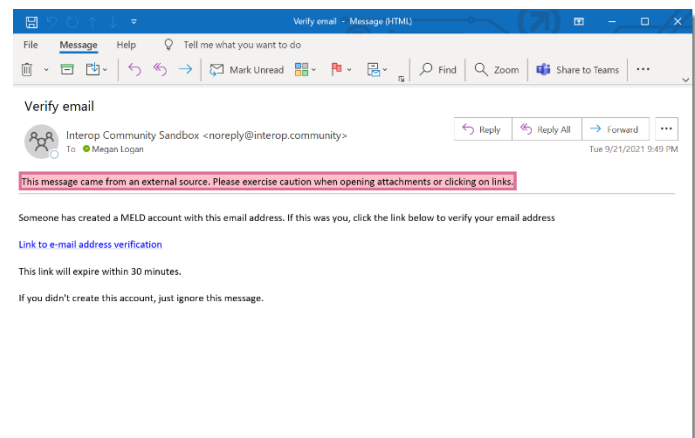 Verify email - Message (HTML)
File Message Help Tell me what you want to do
Mark Unread Find Zoom Share to Teams ...
Verify email
Interop Community Sandbox <noreply@interop.community>
Reply Reply All Forward ...
To Megan Logan
Tue 9/21/2021 9:49 PM
This message came from an external source. Please exercise caution when opening attachments or clicking on links.
Someone has created a MELD account with this email address. If this was you, click the link below to verify your email address
Link to e-mail address verification
This link will expire within 30 minutes.
If you didn't create this account, just ignore this message.